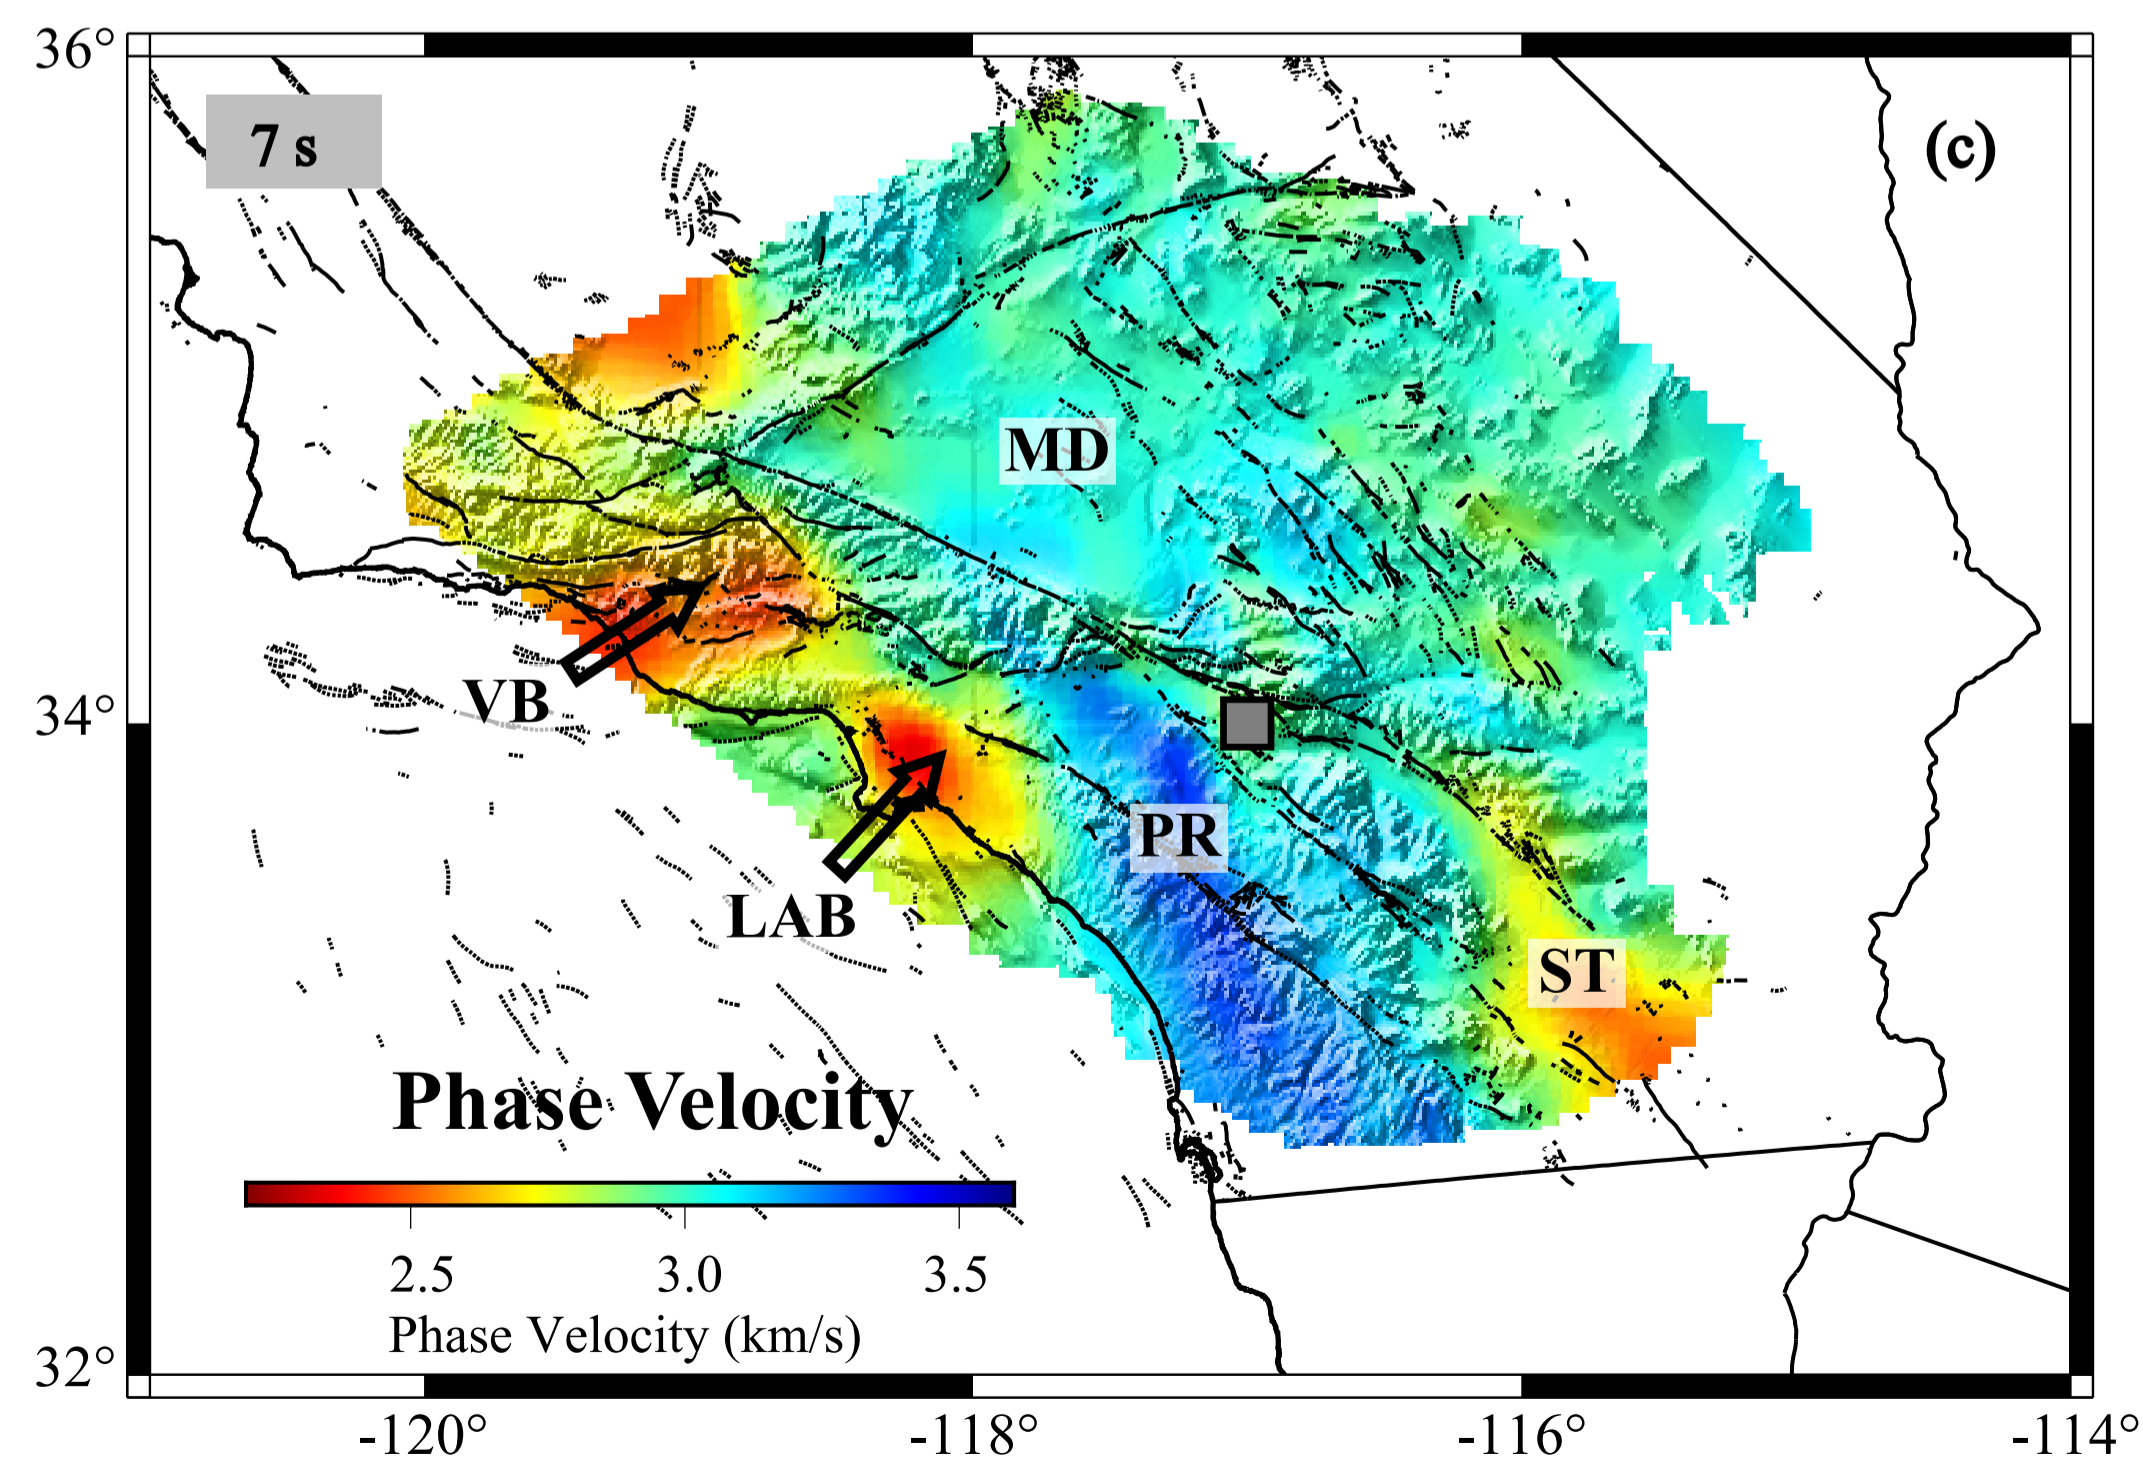 36°
7 s
(c)
MD
34°
VB
PR
LAB
ST
Phase Velocity
2.5 3.0 3.5
Phase Velocity (km/s)
32°
-120° -118° -116° -114°